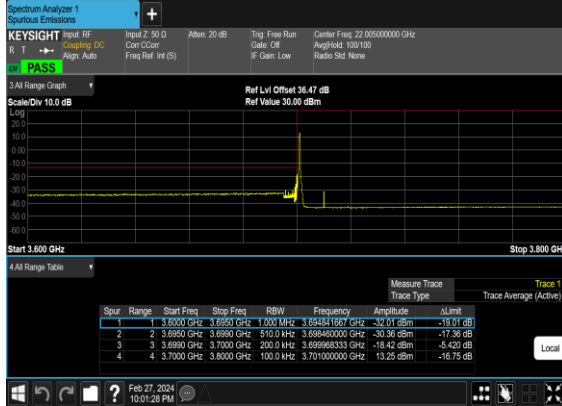 Spectrum Analyzer 1
Spurious Emissions
+
KEYSIGHT Input: RF Input Z: 50 Ω Atten: 20 dB Trig: Free Run Center Freq: 22.005000000 GHz
R T Coupling: DC Corr CCorr Gate: Off Avg|Hold: 100/100
Align: Auto Freq Ref: Int (S) IF Gain: Low Radio Std: None
PASS
3 All Range Graph
Ref Lvl Offset 36.47 dB
Scale/Div 10.0 dB Ref Value 30.00 dBm
Log
20.0
10.0
0.00
-10.0
-20.0
-30.0
-40.0
-50.0
-60.0
Start 3.600 GHz Stop 3.800 GH
4 All Range Table
Measure Trace Trace 1
Trace Type Trace Average (Active)
Spur Range Start Freq Stop Freq RBW Frequency Amplitude ΔLimit
1 1 3.6000 GHz 3.6950 GHz 1.000 MHz 3.694841667 GHz -32.01 dBm -19.01 dB
2 2 3.6950 GHz 3.6990 GHz 510.0 kHz 3.698460000 GHz -30.36 dBm -17.36 dB
3 3 3.6990 GHz 3.7000 GHz 200.0 kHz 3.699968333 GHz -18.42 dBm -5.420 dB
4 4 3.7000 GHz 3.8000 GHz 100.0 kHz 3.701000000 GHz 13.25 dBm -16.75 dB
Local
? Feb 27, 2024
10:01:28 PM